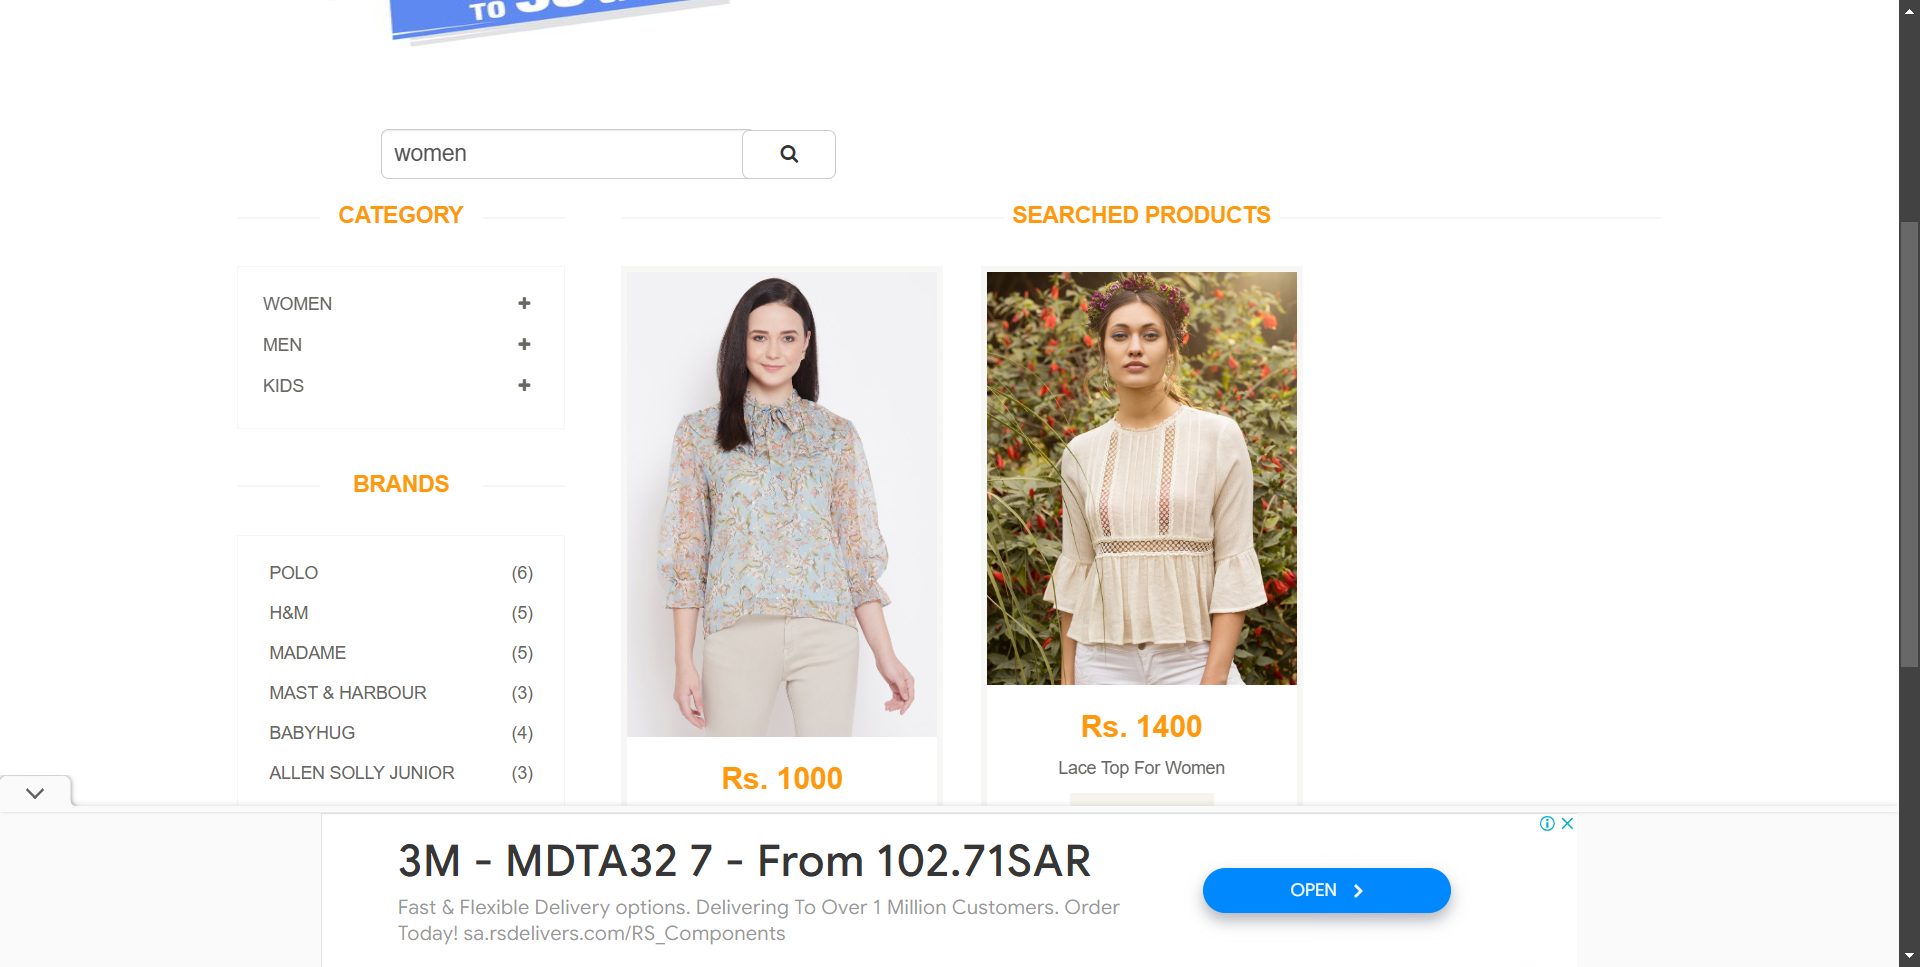 TO
women
CATEGORY
SEARCHED PRODUCTS
WOMEN
MEN
KIDS
BRANDS
POLO (6)
H&M (5)
MADAME (5)
MAST & HARBOUR (3)
BABYHUG (4)
ALLEN SOLLY JUNIOR (3)
Rs. 1000
Rs. 1400
Lace Top For Women
3M - MDTA32 7 - From 102.71SAR
Fast & Flexible Delivery options. Delivering To Over 1 Million Customers. Order
Today! sa.rsdelivers.com/RS_Components
OPEN